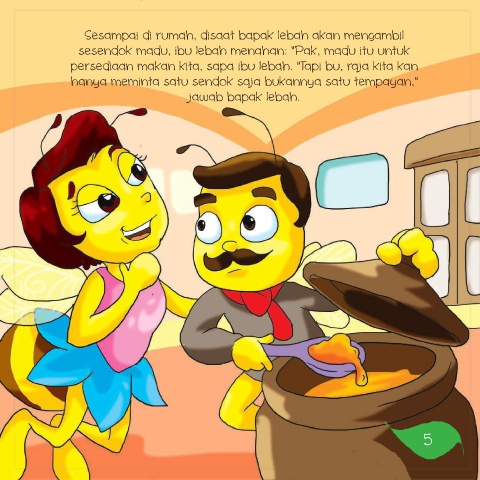 Sesampai di rumah, disaat bapak lebah akan mengambil
sesendok madu, ibu lebah menahan: "Pak, madu itu untuk
persediaan makan kita, sapa ibu lebah. "Tapi bu, raja kita kan
hanya meminta satu sendok saja bukannya satu tempayan,"
jawab bapak lebah.
5